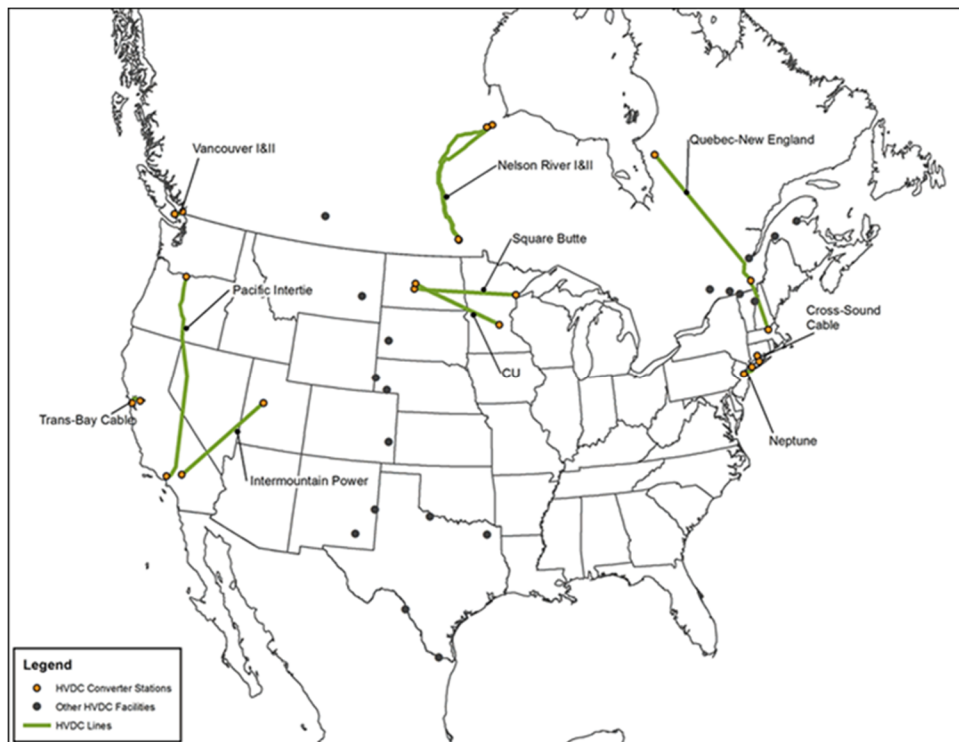 Vancouver I&II
Quebec-New England
Nelson River I&II
Square Butte
Pacific Intertie
Cross-Sound
Cable
CU
Trans-Bay Cable
Neptune
Intermountain Power
Legend
HVDC Converter Stations
Other HVDC Facilities
HVDC Lines